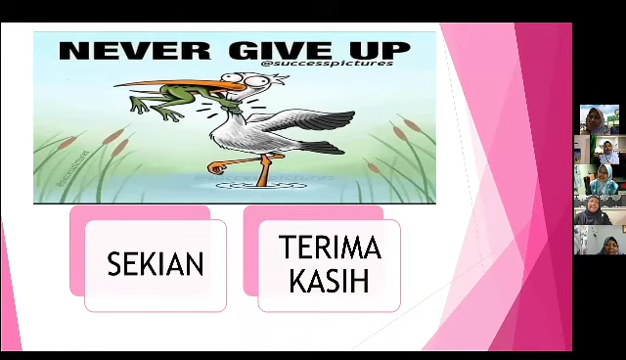 NEVER GIVE UP
@successpictures
SEKIAN
TERIMA
KASIH